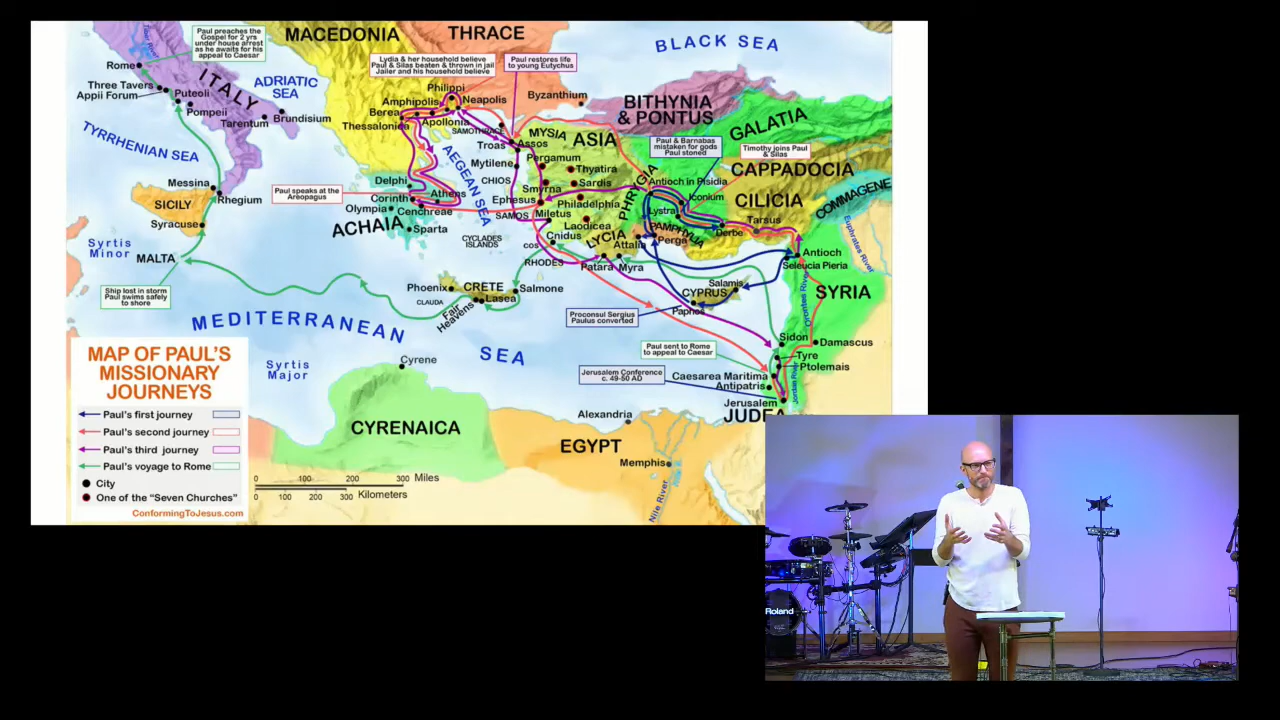 Paul preaches the
Gospel for 2 yrs
under house arrest
as he awaits for his
appeal to Caesar
MACEDONIA
THRACE
BLACK SEA
Lydia & her household believe
Paul & Silas beaten & thrown in jail
Jailer and his household believe
Paul restores life
to young Eutychus
Rome
ITALY
ADRIATIC
SEA
Three Taverns
Appii Forum
Puteoli
Pompeii
Tarentum
Brundisium
Philippi
Amphipolis
Neapolis
Berea
Apollonia
Thessalonica
Byzanthium
BITHYNIA
& PONTUS
GALATIA
SAMOTHRACE
MYSIA
ASIA
Troas
Assos
Paul & Barnabas
mistaken for gods
Paul stoned
Timothy joins Paul
& Silas
TYRRHENIAN SEA
AEGEAN SEA
Mytilene
Pergamum
Thyatira
CHIOS
Smyrna
Sardis
PHRYGIA
Antioch in Pisidia
Iconium
CAPPADOCIA
COMMAGENE
Messina
Rhegium
SICILY
Syracuse
Paul speaks at the
Areopagus
Delphi
Corinth
Athens
Olympia
Cenchreae
Sparta
ACHAIA
Ephesus
SAMOS
Philadelphia
Miletus
Laodicea
Lystra
Derbe
CILICIA
Tarsus
Euphrates River
Syrtis
Minor
MALTA
CYCLADES
ISLANDS
COS
Cnidus
LYCIA
Attalia
PAMPHYLIA
Perga
Antioch
Seleucia Pieria
RHODES
Patara
Myra
Ship lost in storm
Paul swims safely
to shore
Phoenix
CRETE
Salmone
CLAUDA
Lasea
Fair
Heavens
Salamis
CYPRUS
Paphos
Orontes River
SYRIA
MEDITERRANEAN
SEA
Proconsul Sergius
Paulus converted
Sidon
Damascus
Paul sent to Rome
to appeal to Caesar
Tyre
Ptolemais
Jordan River
Jerusalem Conference
c. 49-50 AD
Caesarea Maritima
Antipatris
Jerusalem
Syrtis
Major
Cyrene
CYRENAICA
Alexandria
EGYPT
Memphis
Nile River
MAP OF PAUL'S
MISSIONARY
JOURNEYS
Paul's first journey
Paul's second journey
Paul's third journey
Paul's voyage to Rome
City
One of the "Seven Churches"
ConformingToJesus.com
0 100 200 300 Miles
0 100 200 300 Kilometers
Roland